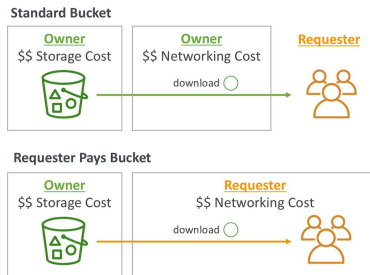 Standard Bucket
Owner
$$ Storage Cost
Owner
$$ Networking Cost
Requester
download
Requester Pays Bucket
Owner
$$ Storage Cost
Requester
$$ Networking Cost
download